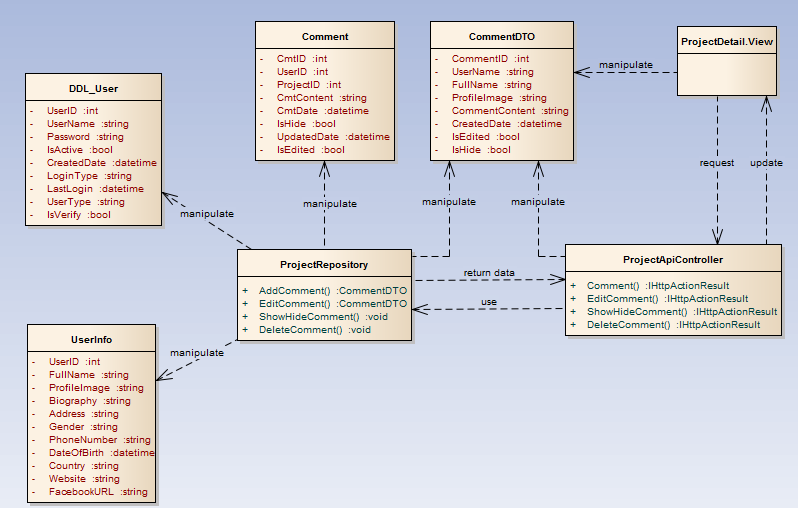 Comment
- CmtID :int
- UserID :int
- ProjectID :int
- CmtContent :string
- CmtDate :datetime
- IsHide :bool
- UpdatedDate :datetime
- IsEdited :bool
CommentDTO
- CommentID :int
- UserName :string
- FullName :string
- ProfileImage :string
- CommentContent :string
- CreatedDate :datetime
- IsEdited :bool
- IsHide :bool
ProjectDetail.View
manipulate
DDL_User
- UserID :int
- UserName :string
- Password :string
- IsActive :bool
- CreatedDate :datetime
- LoginType :string
- LastLogin :datetime
- UserType :string
- IsVerify :bool
request
update
manipulate
manipulate
manipulate
manipulate
ProjectRepository
+ AddComment() :CommentDTO
+ EditComment() :CommentDTO
+ ShowHideComment() :void
+ DeleteComment() :void
return data
use
ProjectApiController
+ Comment() :IHttpActionResult
+ EditComment() :IHttpActionResult
+ ShowHideComment() :IHttpActionResult
+ DeleteComment() :IHttpActionResult
manipulate
UserInfo
- UserID :int
- FullName :string
- ProfileImage :string
- Biography :string
- Address :string
- Gender :string
- PhoneNumber :string
- DateOfBirth :datetime
- Country :string
- Website :string
- FacebookURL :string